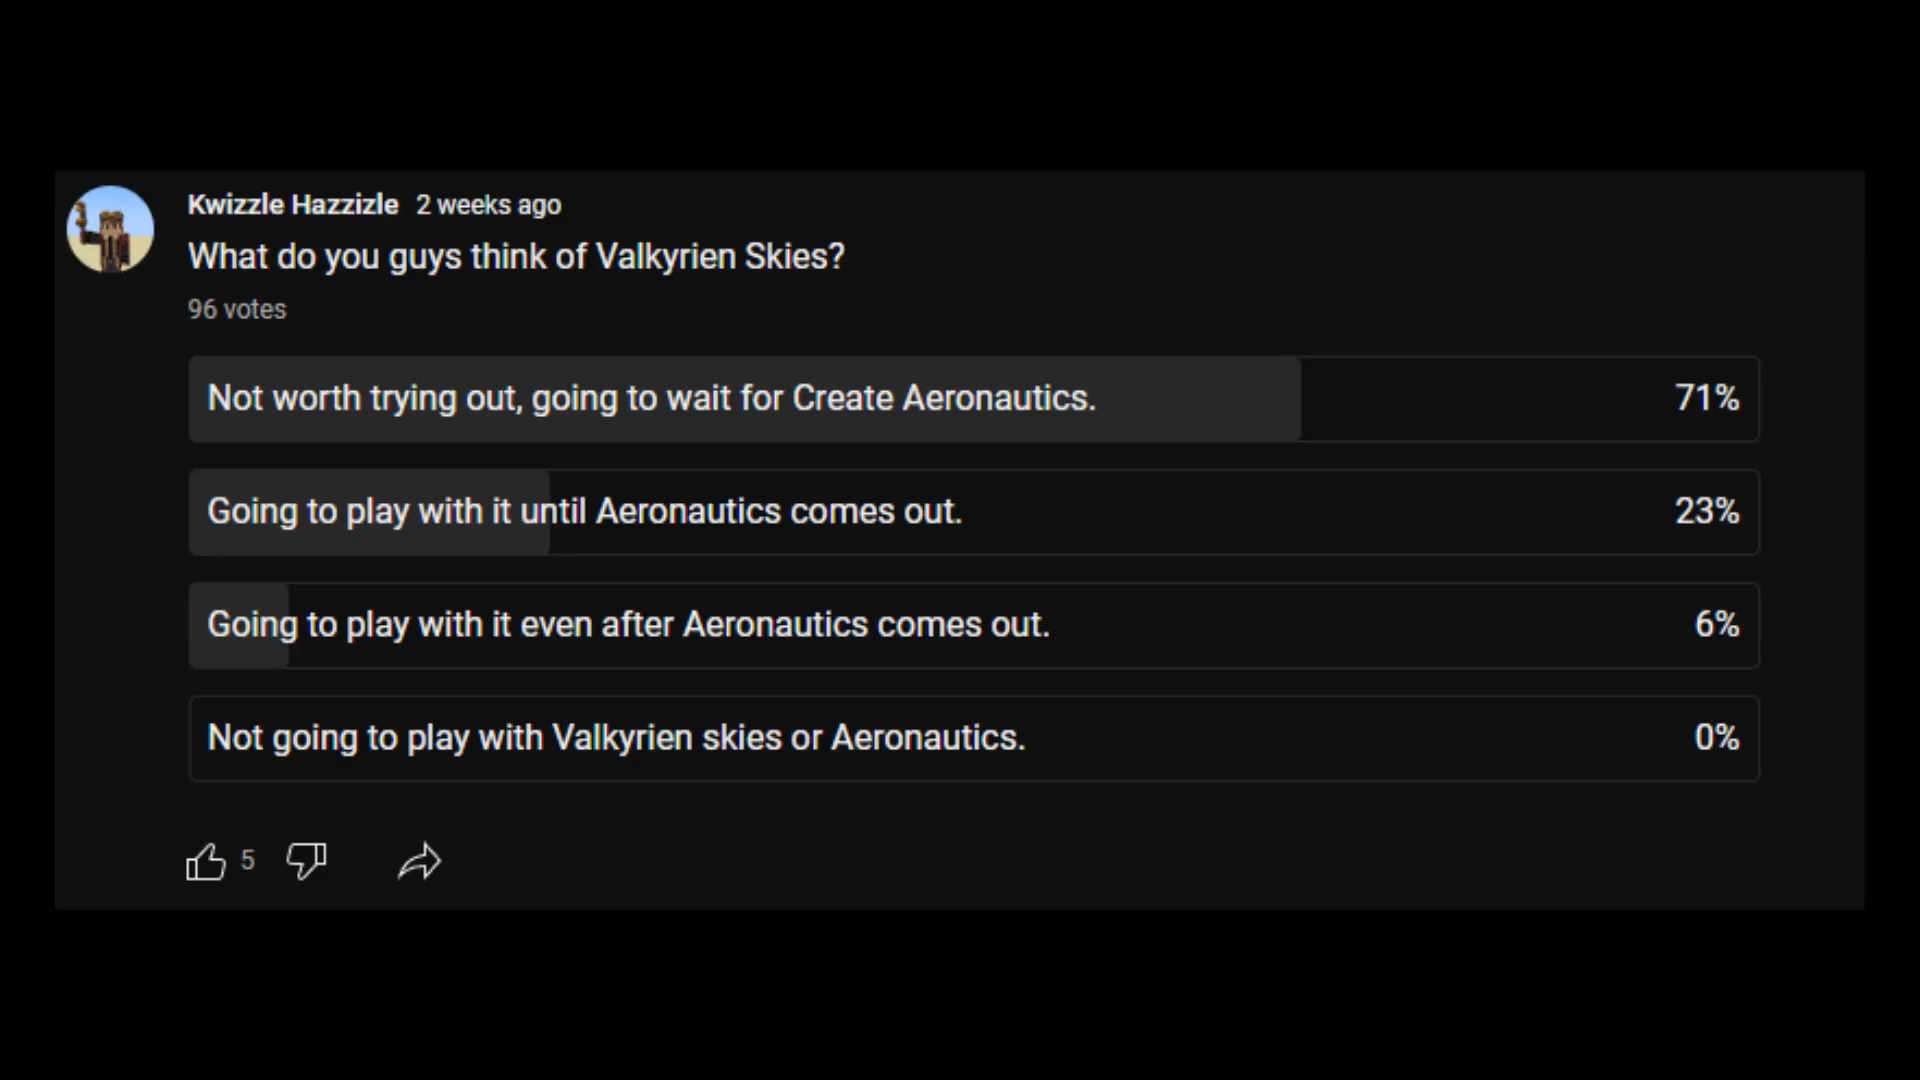 Kwizzle Hazzizle 2 weeks ago
What do you guys think of Valkyrien Skies?
96 votes
Not worth trying out, going to wait for Create Aeronautics. 71%
Going to play with it until Aeronautics comes out. 23%
Going to play with it even after Aeronautics comes out. 6%
Not going to play with Valkyrien skies or Aeronautics. 0%
5